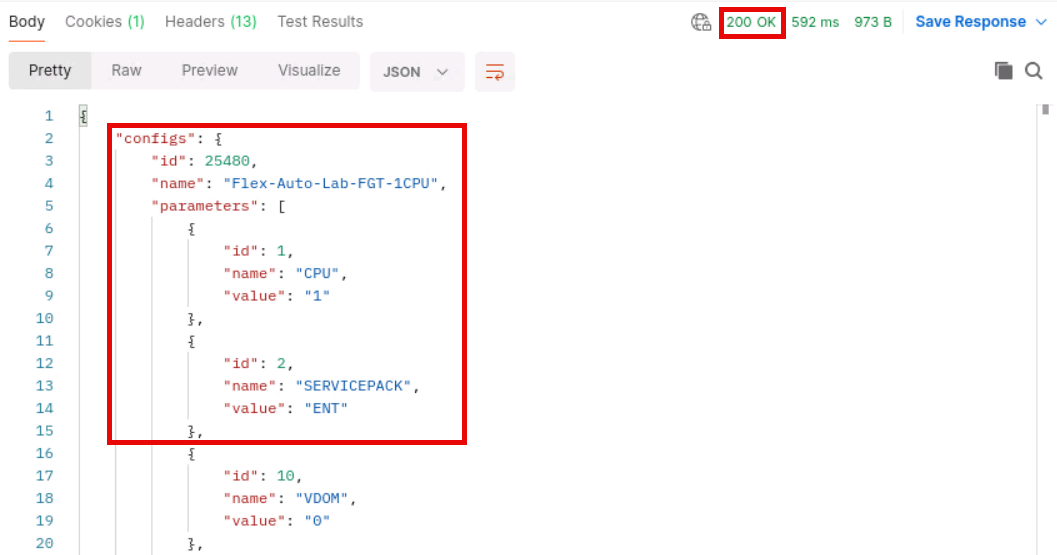 Body Cookies (1) Headers (13) Test Results 200 OK 592 ms 973 B Save Response
Pretty Raw Preview Visualize JSON
1 {
2 "configs": {
3 "id": 25480,
4 "name": "Flex-Auto-Lab-FGT-1CPU",
5 "parameters": [
6 {
7 "id": 1,
8 "name": "CPU",
9 "value": "1"
10 },
11 {
12 "id": 2,
13 "name": "SERVICEPACK",
14 "value": "ENT"
15 },
16 {
17 "id": 10,
18 "name": "VDOM",
19 "value": "0"
20 },